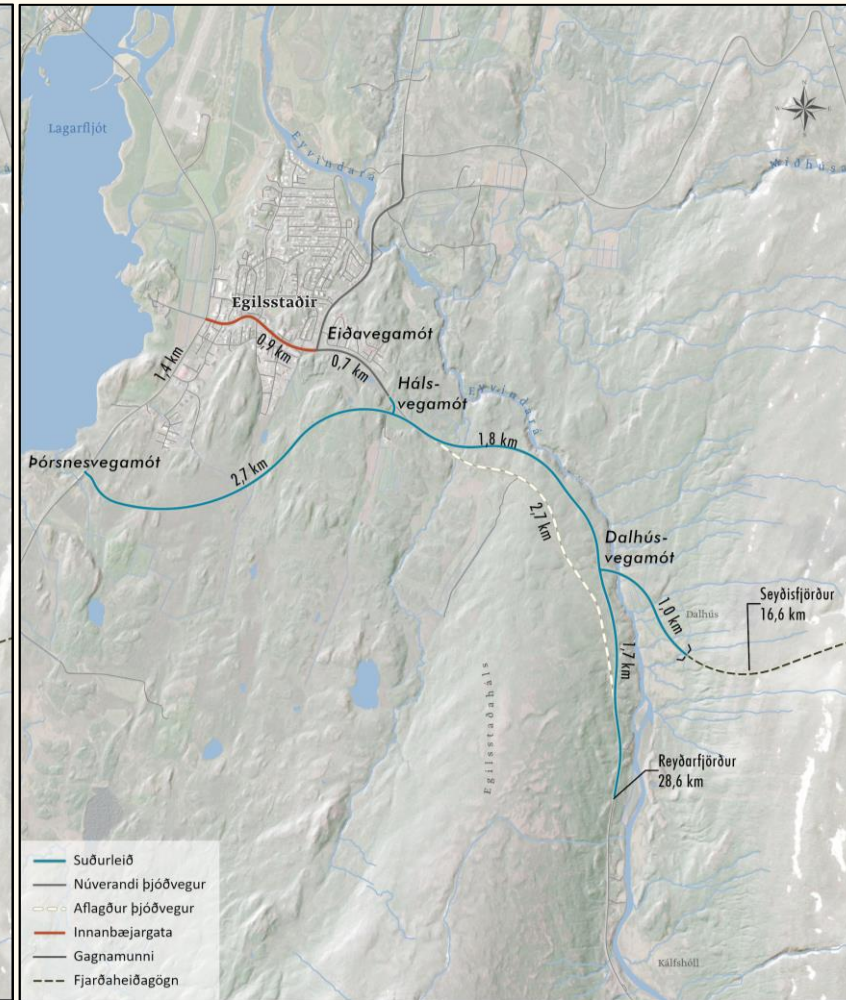 Lagarfljót
Eyvindará
N
Egilsstaðir
Eiðavegamót
0,9 km
0,7 km
1,4 km
Háls-
vegamót
Eyvindará
1,8 km
Þórsnesvegamót
2,7 km
2,7 km
Dalhús-
vegamót
Seyðisfjörður
16,6 km
Dalhús
1,0 km
1,7 km
Egilsstaðaháls
Reyðarfjörður
28,6 km
Suðurleið
Núverandi þjóðvegur
Aflagður þjóðvegur
Innanbæjargata
Gagnamunni
Fjarðaheiðagögn
Kálfshóll